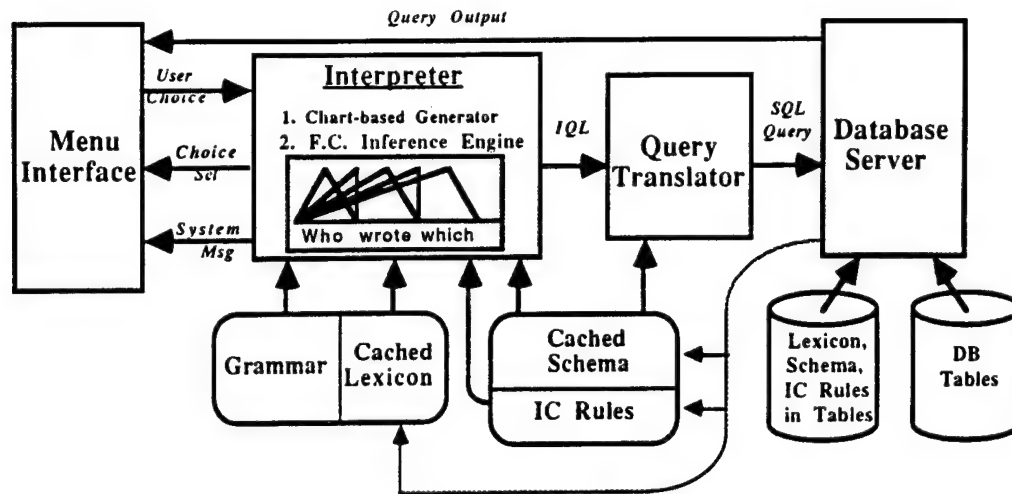 Query Output
User
Choice
Choice
Set
System
Msg
Menu
Interface
Interpreter
1. Chart-based Generator
2. F.C. Inference Engine
Who wrote which
IQL
Query
Translator
SQL
Query
Database
Server
Grammar
Cached
Lexicon
Cached
Schema
IC Rules
Lexicon,
Schema,
IC Rules
in Tables
DB
Tables